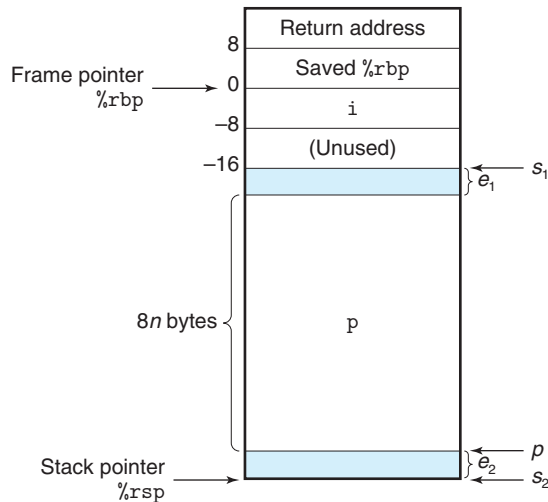 Return address
8
Saved %rbp
Frame pointer
%rbp
0
i
–8
(Unused)
–16
s1
e1
8n bytes
p
p
e2
Stack pointer
%rsp
s2